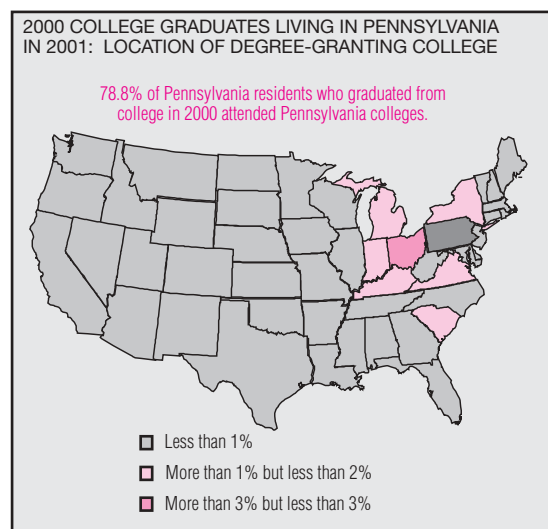 2000 COLLEGE GRADUATES LIVING IN PENNSYLVANIA
IN 2001: LOCATION OF DEGREE-GRANTING COLLEGE
78.8% of Pennsylvania residents who graduated from
college in 2000 attended Pennsylvania colleges.
Less than 1%
More than 1% but less than 2%
More than 3% but less than 3%